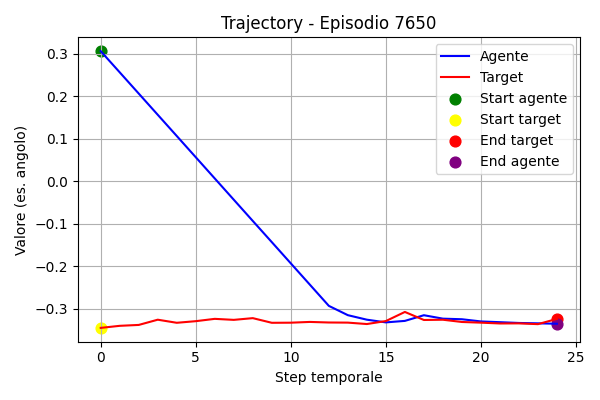 Trajectory - Episodio 7650
Valore (es. angolo)
0.3
0.2
0.1
0.0
−0.1
−0.2
−0.3
0
5
10
15
20
25
Step temporale
Agente
Target
Start agente
Start target
End target
End agente